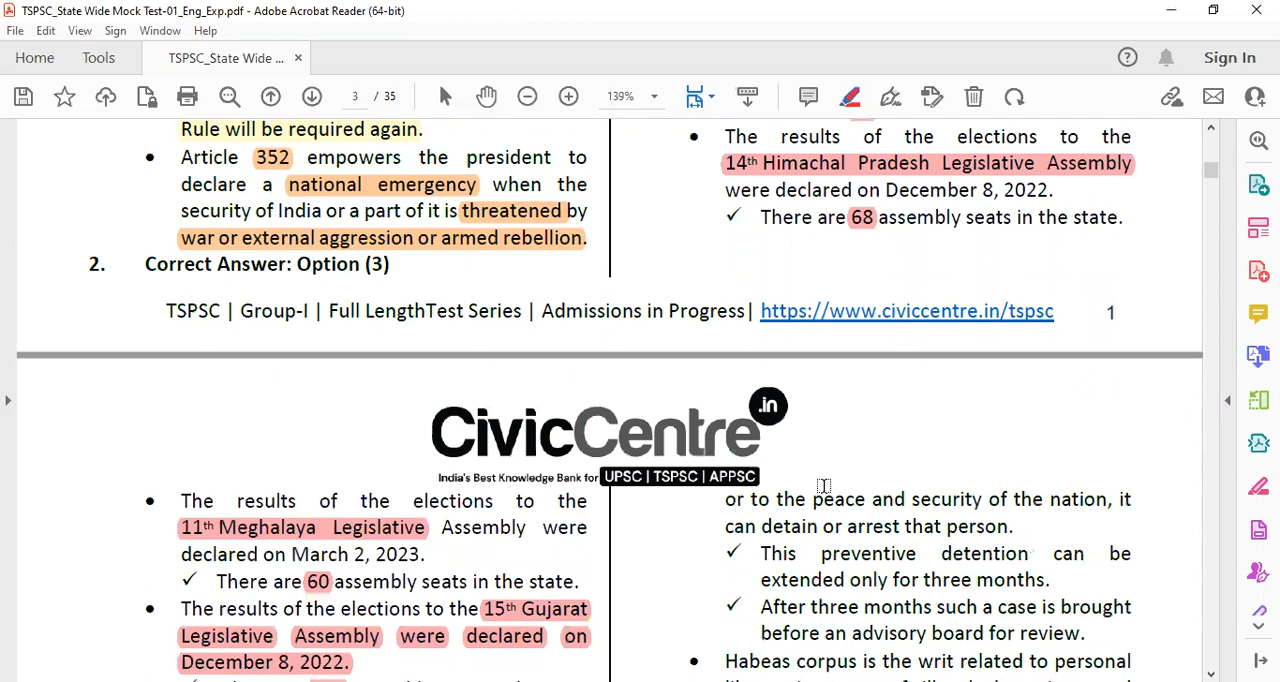 TSPSC_State Wide Mock Test-01_Eng_Exp.pdf - Adobe Acrobat Reader (64-bit)
File Edit View Sign Window Help
Home Tools TSPSC_State Wide ... × Sign In
3 / 35 139%
Rule will be required again.
• Article 352 empowers the president to
declare a national emergency when the
security of India or a part of it is threatened by
war or external aggression or armed rebellion.
2. Correct Answer: Option (3)
• The results of the elections to the
14th Himachal Pradesh Legislative Assembly
were declared on December 8, 2022.
✓ There are 68 assembly seats in the state.
TSPSC | Group-I | Full LengthTest Series | Admissions in Progress| https://www.civiccentre.in/tspsc 1
CivicCentre .in
India's Best Knowledge Bank for UPSC | TSPSC | APPSC
• The results of the elections to the
11th Meghalaya Legislative Assembly were
declared on March 2, 2023.
✓ There are 60 assembly seats in the state.
• The results of the elections to the 15th Gujarat
Legislative Assembly were declared on
December 8, 2022.
or to the peace and security of the nation, it
can detain or arrest that person.
✓ This preventive detention can be
extended only for three months.
✓ After three months such a case is brought
before an advisory board for review.
• Habeas corpus is the writ related to personal